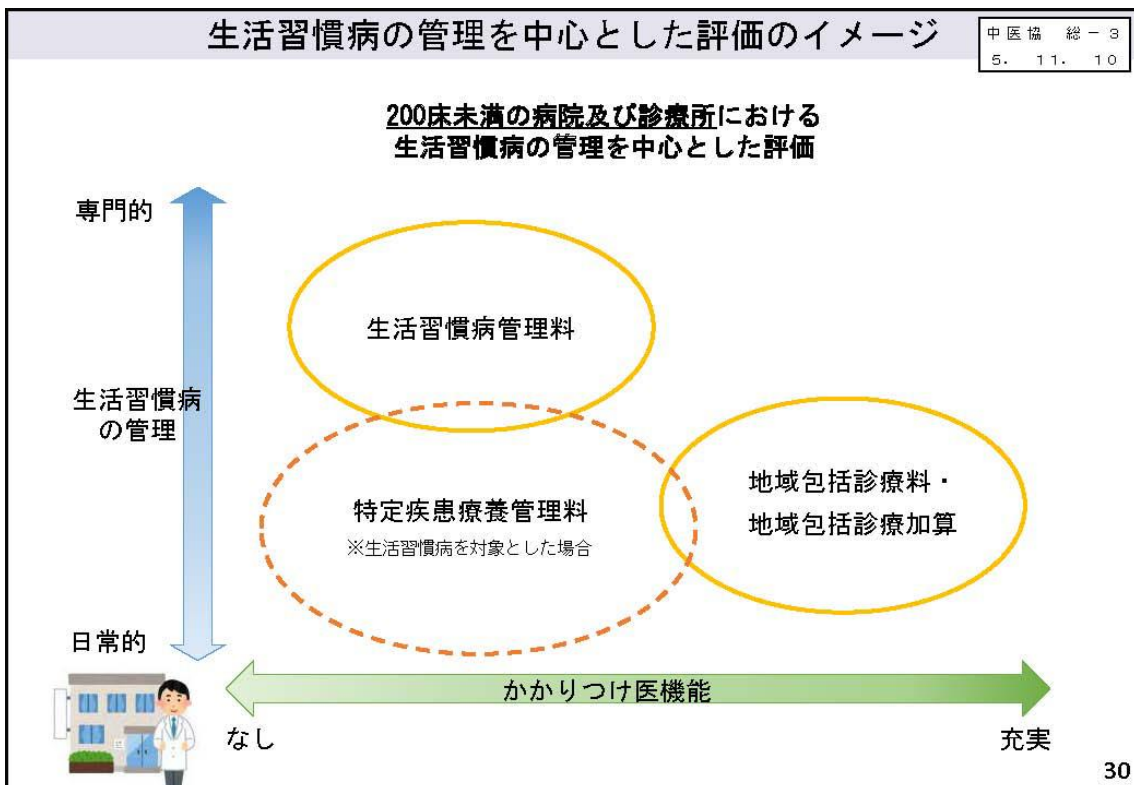 生活習慣病の管理を中心とした評価のイメージ
中医協 総－３
５．１１．１０
200床未満の病院及び診療所における
生活習慣病の管理を中心とした評価
専門的
生活習慣病管理料
生活習慣病
の管理
特定疾患療養管理料
※生活習慣病を対象とした場合
地域包括診療料・
地域包括診療加算
日常的
かかりつけ医機能
なし
充実
30